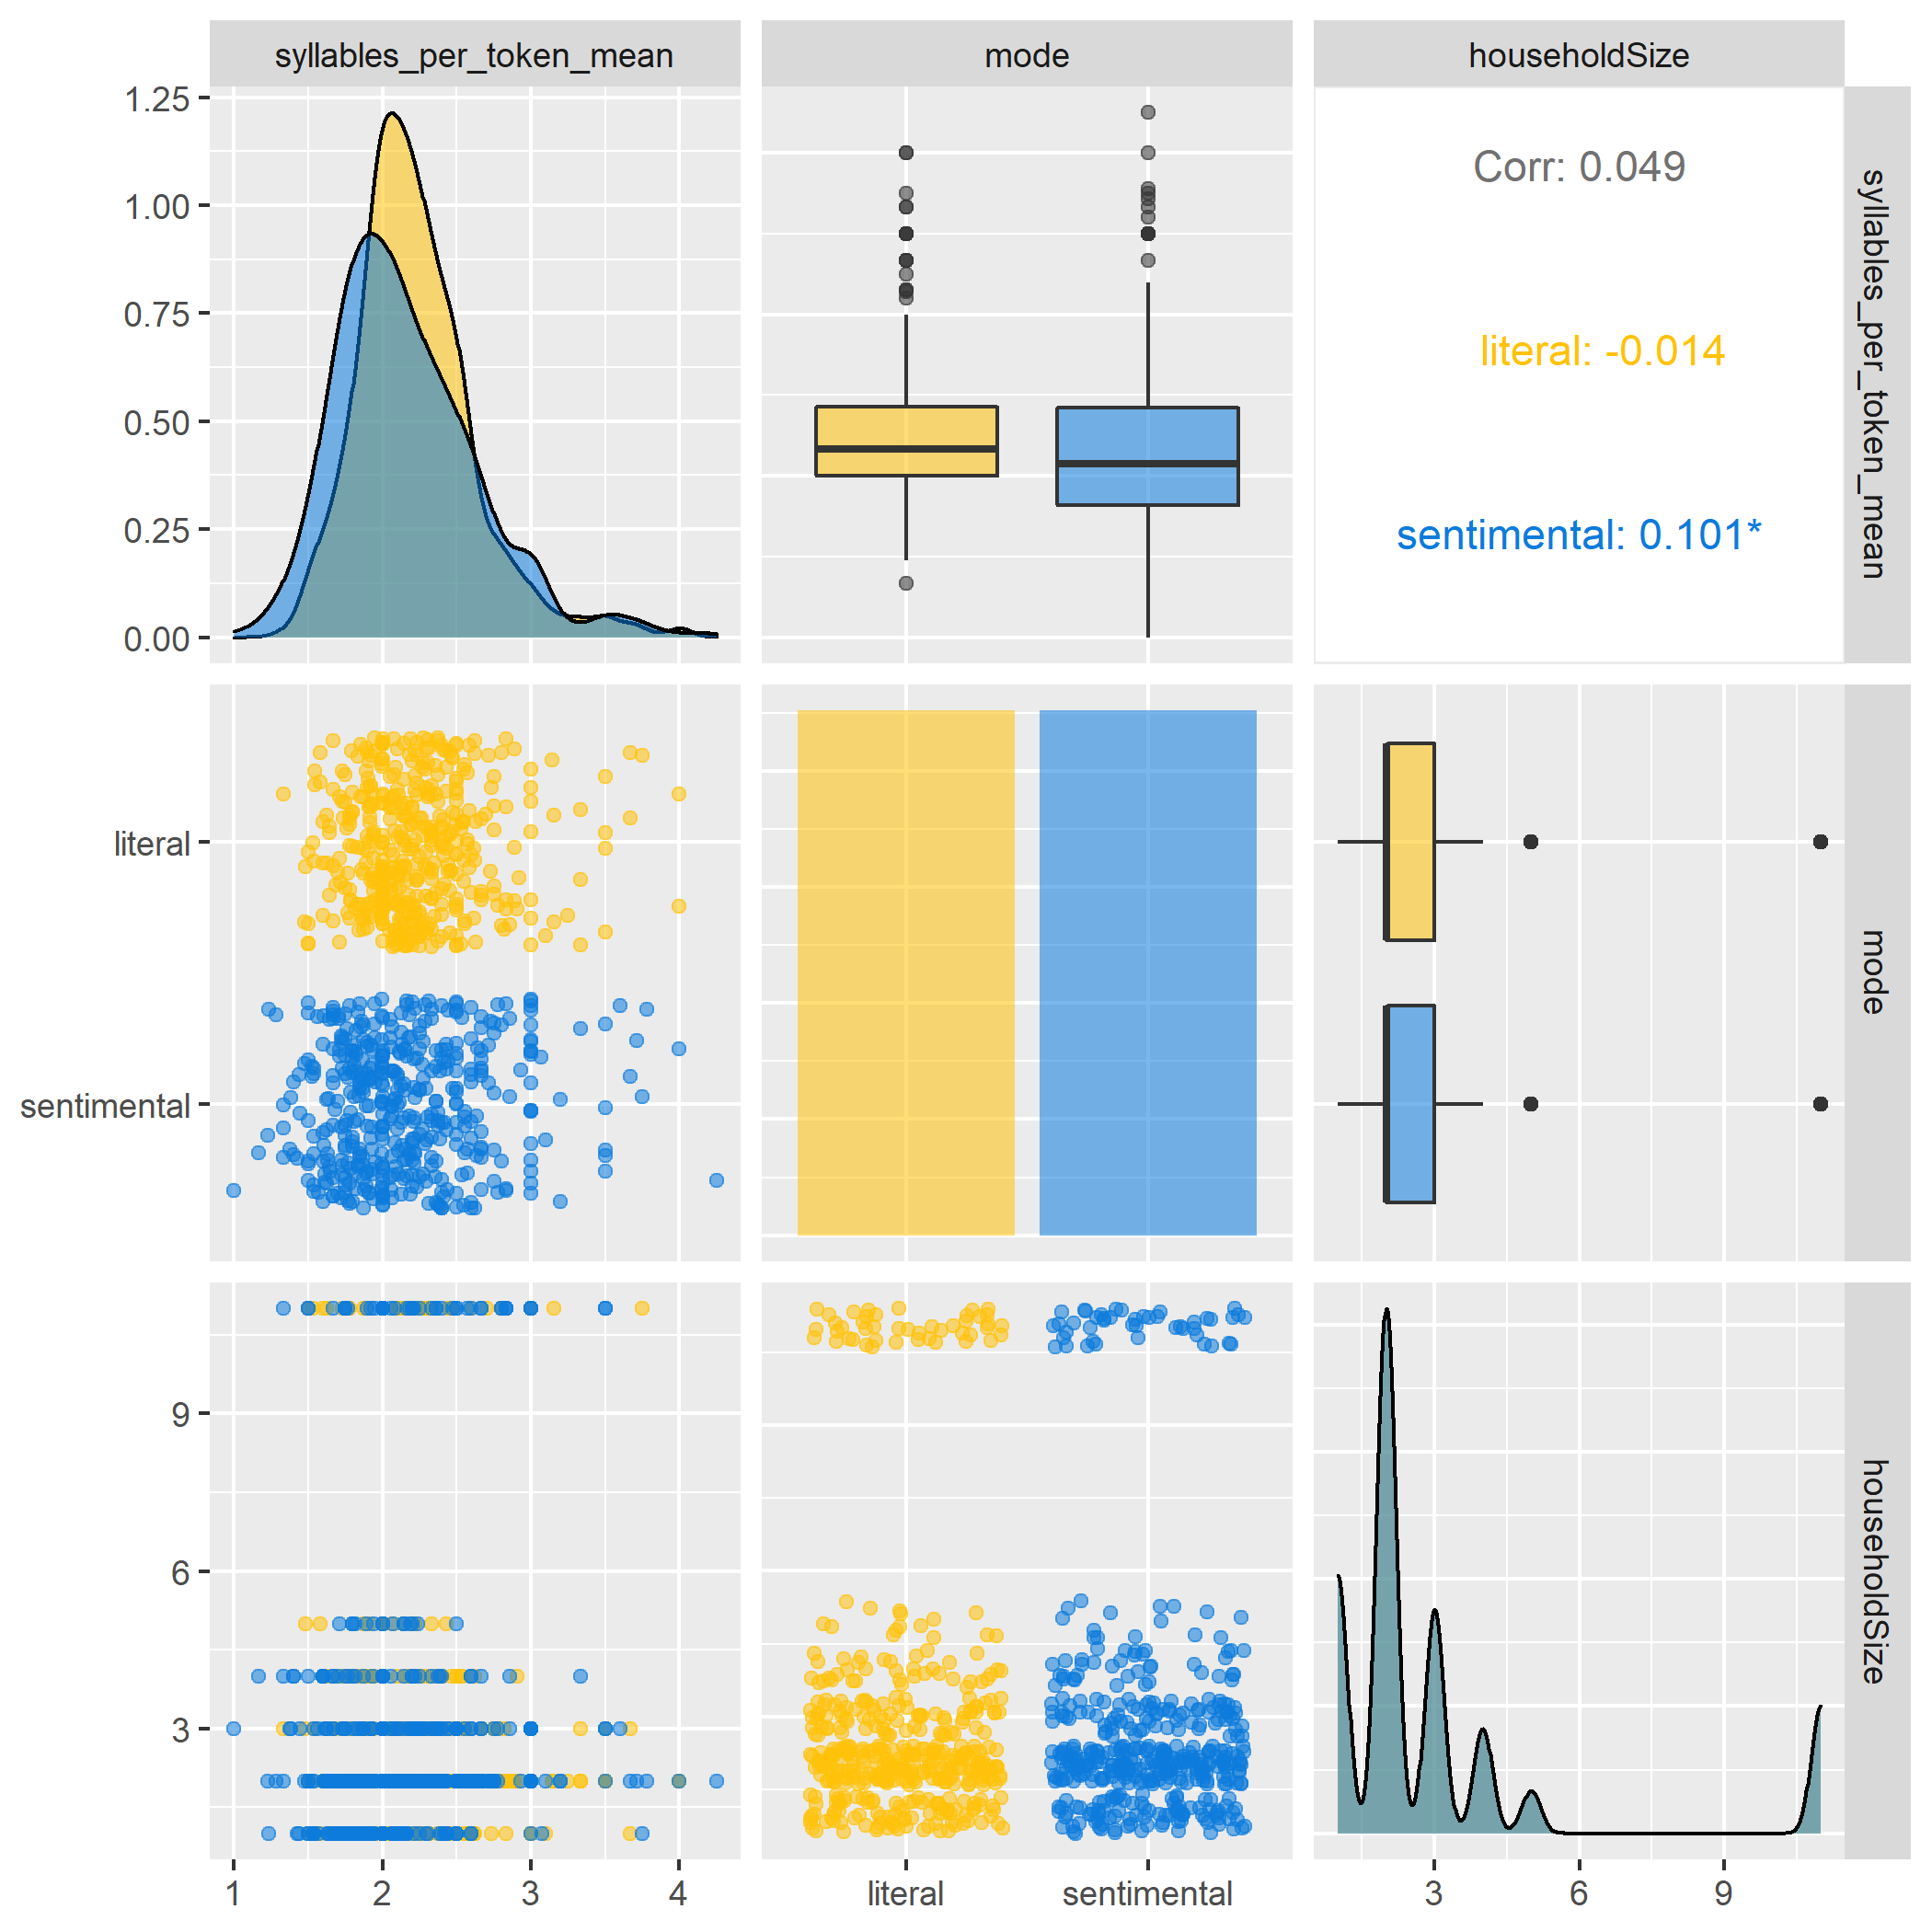 syllables_per_token_mean
mode
householdSize
1.25
1.00
0.75
0.50
0.25
0.00
Corr: 0.049
literal: -0.014
sentimental: 0.101*
syllables_per_token_mean
literal
sentimental
mode
9
6
3
householdSize
1
2
3
4
literal
sentimental
3
6
9